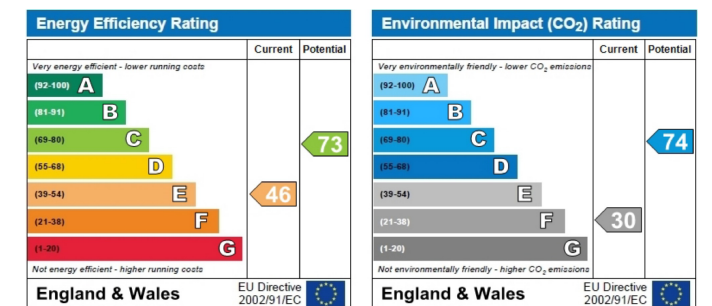 Energy Efficiency Rating
Current Potential
Very energy efficient - lower running costs
(92-100) A
(81-91) B
(69-80) C
73
(55-68) D
(39-54) E
46
(21-38) F
(1-20) G
Not energy efficient - higher running costs
England & Wales
EU Directive
2002/91/EC
Environmental Impact (CO₂) Rating
Current Potential
Very environmentally friendly - lower CO₂ emissions
(92-100) A
(81-91) B
(69-80) C
74
(55-68) D
(39-54) E
(21-38) F
30
(1-20) G
Not environmentally friendly - higher CO₂ emissions
England & Wales
EU Directive
2002/91/EC